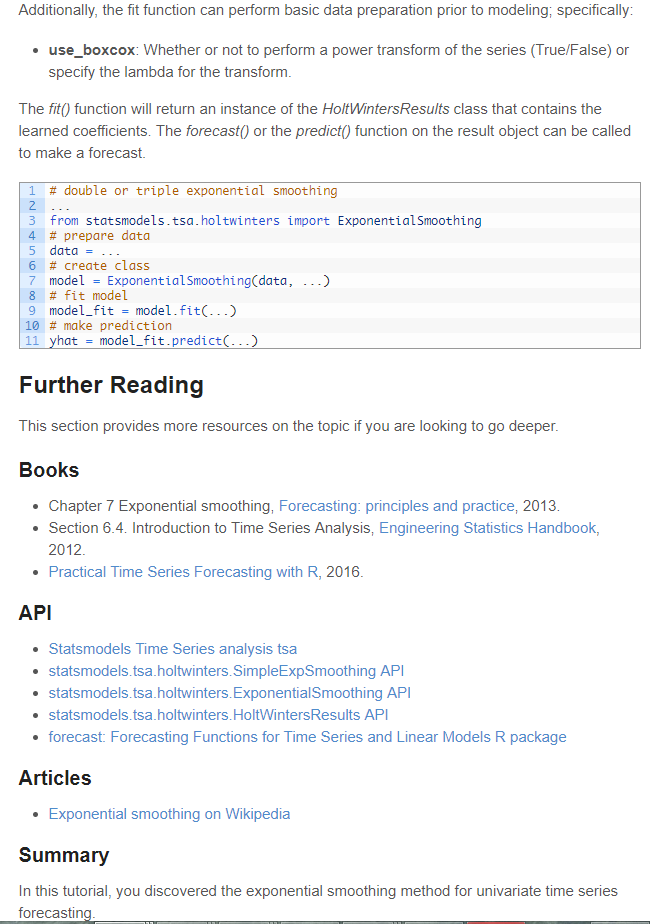 Additionally, the fit function can perform basic data preparation prior to modeling; specifically:
• use_boxcox: Whether or not to perform a power transform of the series (True/False) or
specify the lambda for the transform.
The fit() function will return an instance of the HoltWintersResults class that contains the
learned coefficients. The forecast() or the predict() function on the result object can be called
to make a forecast.
1 # double or triple exponential smoothing
2 ...
3 from statsmodels.tsa.holtwinters import ExponentialSmoothing
4 # prepare data
5 data = ...
6 # create class
7 model = ExponentialSmoothing(data, ...)
8 # fit model
9 model_fit = model.fit(...)
10 # make prediction
11 yhat = model_fit.predict(...)
Further Reading
This section provides more resources on the topic if you are looking to go deeper.
Books
• Chapter 7 Exponential smoothing, Forecasting: principles and practice, 2013.
• Section 6.4. Introduction to Time Series Analysis, Engineering Statistics Handbook,
2012.
• Practical Time Series Forecasting with R, 2016.
API
• Statsmodels Time Series analysis tsa
• statsmodels.tsa.holtwinters.SimpleExpSmoothing API
• statsmodels.tsa.holtwinters.ExponentialSmoothing API
• statsmodels.tsa.holtwinters.HoltWintersResults API
• forecast: Forecasting Functions for Time Series and Linear Models R package
Articles
• Exponential smoothing on Wikipedia
Summary
In this tutorial, you discovered the exponential smoothing method for univariate time series
forecasting.